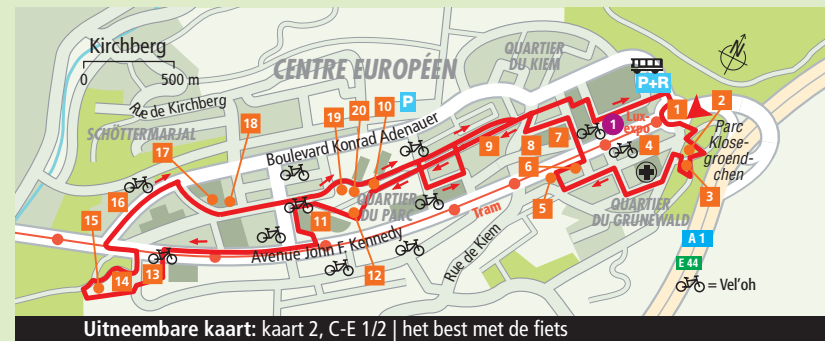 Kirchberg
0 500 m
CENTRE EUROPÉEN
QUARTIER
DU KIEM
P+R
Rue de Kirchberg
SCHÖTTERMARJAL
P
19 20 10
17 18
Boulevard Konrad Adenauer
1
Lux-
expo
1 2
Parc
Klose-
groend-
chen
9 8 7 4
6
3
16
15
11
QUARTIER
DU PARC
5
QUARTIER
DU GRUNEWALD
Tram
Avenue John F. Kennedy
Rue de Kiem
12
13
14
A 1
E 44
= Vel'oh
Uitneembare kaart: kaart 2, C-E 1/2 | het best met de fiets